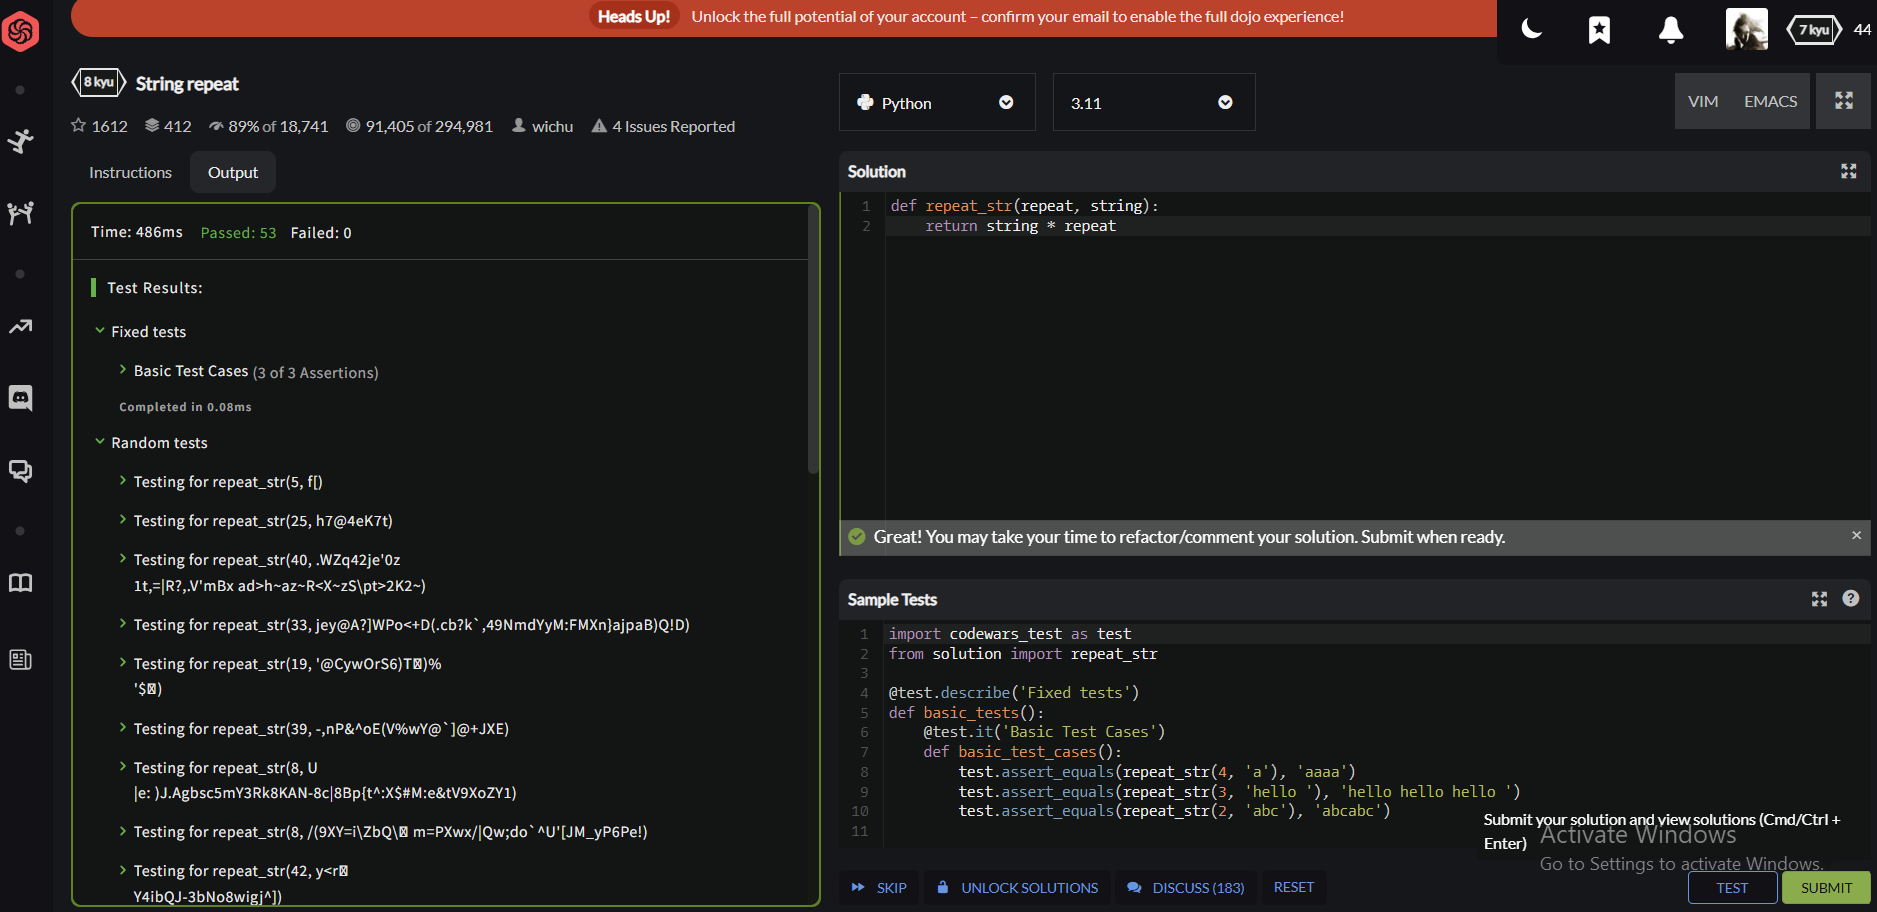 Heads Up! Unlock the full potential of your account – confirm your email to enable the full dojo experience!
7 kyu 44
8 kyu String repeat
1612 412 89% of 18,741 91,405 of 294,981 wichu 4 Issues Reported
Instructions Output
Time: 486ms Passed: 53 Failed: 0
Test Results:
Fixed tests
Basic Test Cases (3 of 3 Assertions)
Completed in 0.08ms
Random tests
Testing for repeat_str(5, f[)
Testing for repeat_str(25, h7@4eK7t)
Testing for repeat_str(40, .WZq42je'0z
1t,=|R?,.V'mBx ad>h~az~R<X~zS\pt>2K2~)
Testing for repeat_str(33, jey@A?]WPo<+D(.cb?k`,49NmdYyM:FMXn}ajpaB)Q!D)
Testing for repeat_str(19, '@CywOrS6)T)%
'$)
Testing for repeat_str(39, -,nP&^oE(V%wY@`]@+JXE)
Testing for repeat_str(8, U
|e: )J.Agbsc5mY3Rk8KAN-8c|8Bp{t^:X$#M:e&tV9XoZY1)
Testing for repeat_str(8, /(9XY=i\ZbQ\ m=PXwx/|Qw;do`^U'[JM_yP6Pe!)
Testing for repeat_str(42, y<r
Y4ibQJ-3bNo8wigj^])
Python 3.11 VIM EMACS
Solution
1 def repeat_str(repeat, string):
2 return string * repeat
Great! You may take your time to refactor/comment your solution. Submit when ready. ×
Sample Tests ?
1 import codewars_test as test
2 from solution import repeat_str
3
4 @test.describe('Fixed tests')
5 def basic_tests():
6 @test.it('Basic Test Cases')
7 def basic_test_cases():
8 test.assert_equals(repeat_str(4, 'a'), 'aaaa')
9 test.assert_equals(repeat_str(3, 'hello '), 'hello hello hello ')
10 test.assert_equals(repeat_str(2, 'abc'), 'abcabc')
11
Submit your solution and view solutions (Cmd/Ctrl +
Enter)
Activate Windows
Go to Settings to activate Windows.
SKIP UNLOCK SOLUTIONS DISCUSS (183) RESET TEST SUBMIT